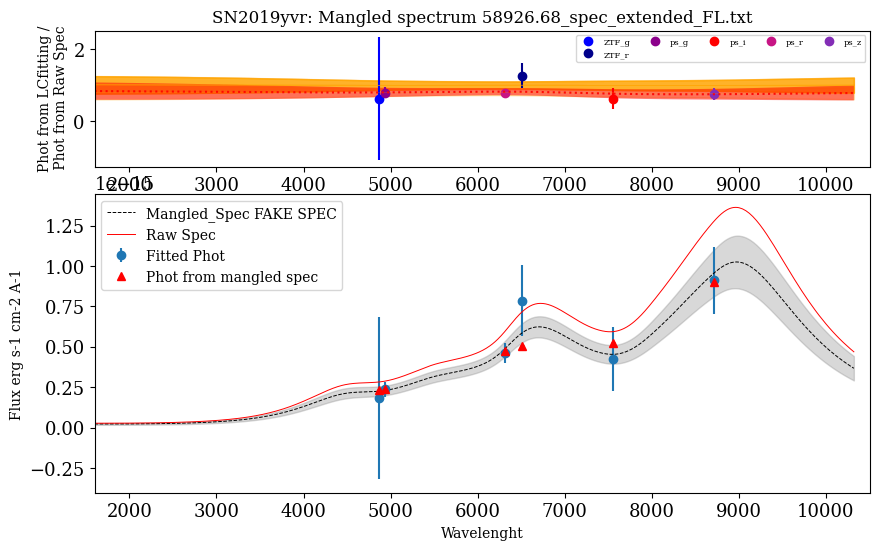 SN2019yvr: Mangled spectrum 58926.68_spec_extended_FL.txt
Phot from LCfitting /
Phot from Raw Spec
2
0
ZTF_g
ps_g
ps_i
ps_r
ps_z
ZTF_r
2000 3000 4000 5000 6000 7000 8000 9000 10000
1e−15
Flux erg s-1 cm-2 A-1
1.25
1.00
0.75
0.50
0.25
0.00
−0.25
Mangled_Spec FAKE SPEC
Raw Spec
Fitted Phot
Phot from mangled spec
2000 3000 4000 5000 6000 7000 8000 9000 10000
Wavelenght